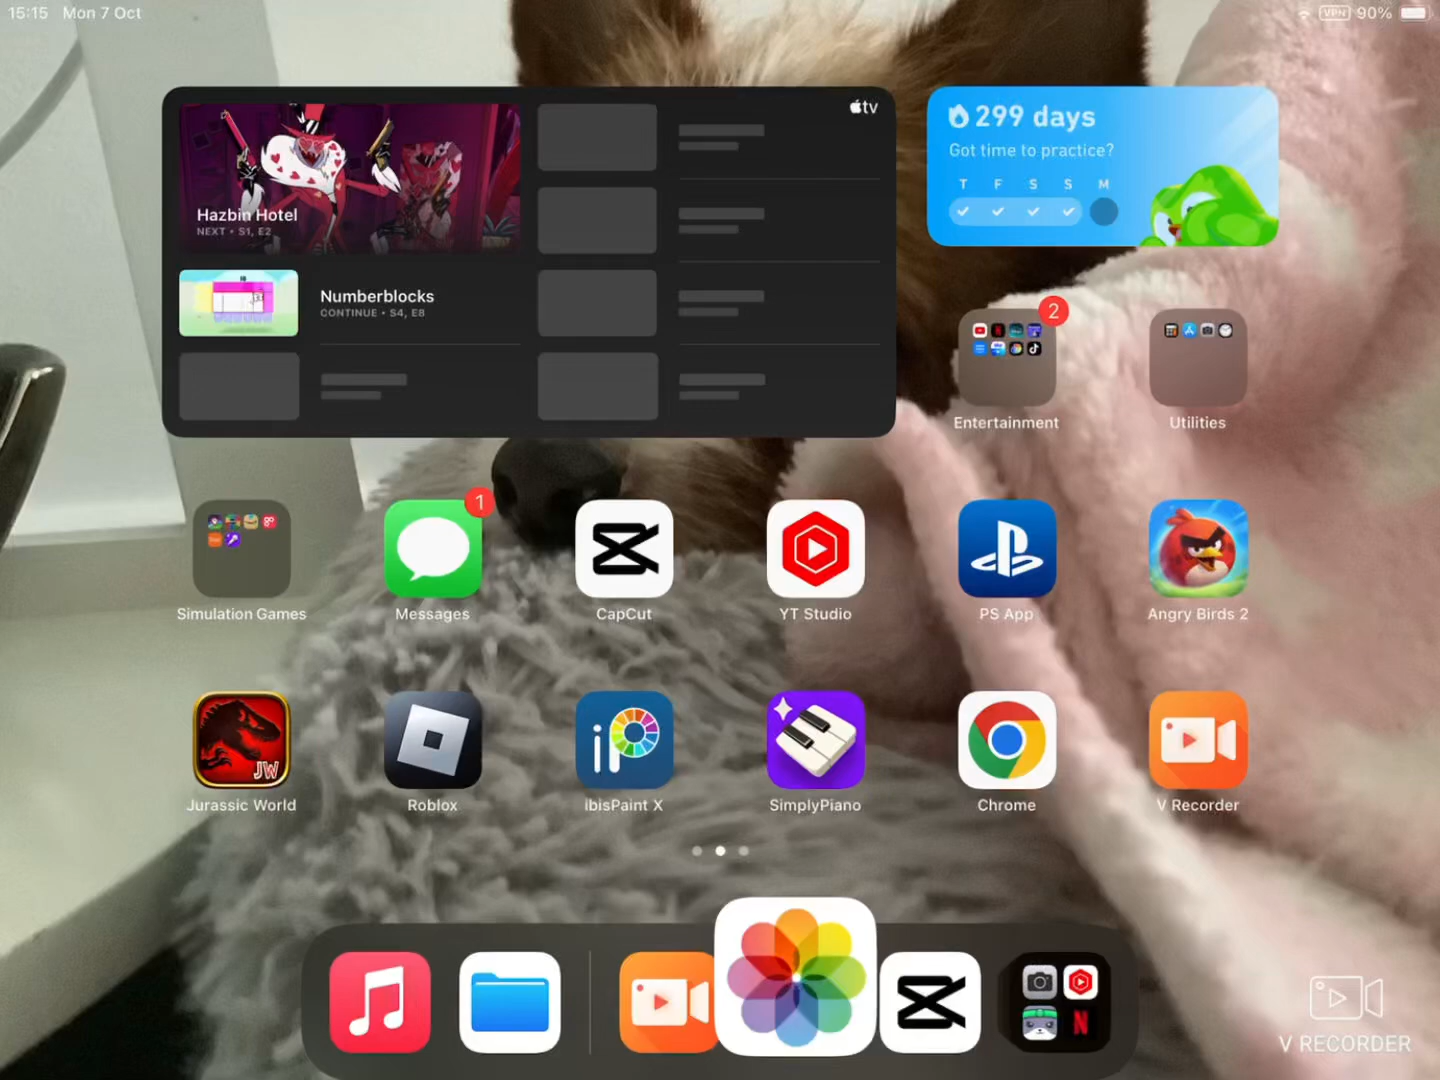 15:15 Mon 7 Oct
VPN 90%
tv
Hazbin Hotel
NEXT • S1, E2
Numberblocks
CONTINUE • S4, E8
299 days
Got time to practice?
T F S S M
2
Entertainment
Utilities
1
Simulation Games
Messages
CapCut
YT Studio
PS App
Angry Birds 2
JW
iP
Jurassic World
Roblox
ibisPaint X
SimplyPiano
Chrome
V Recorder
N
V RECORDER